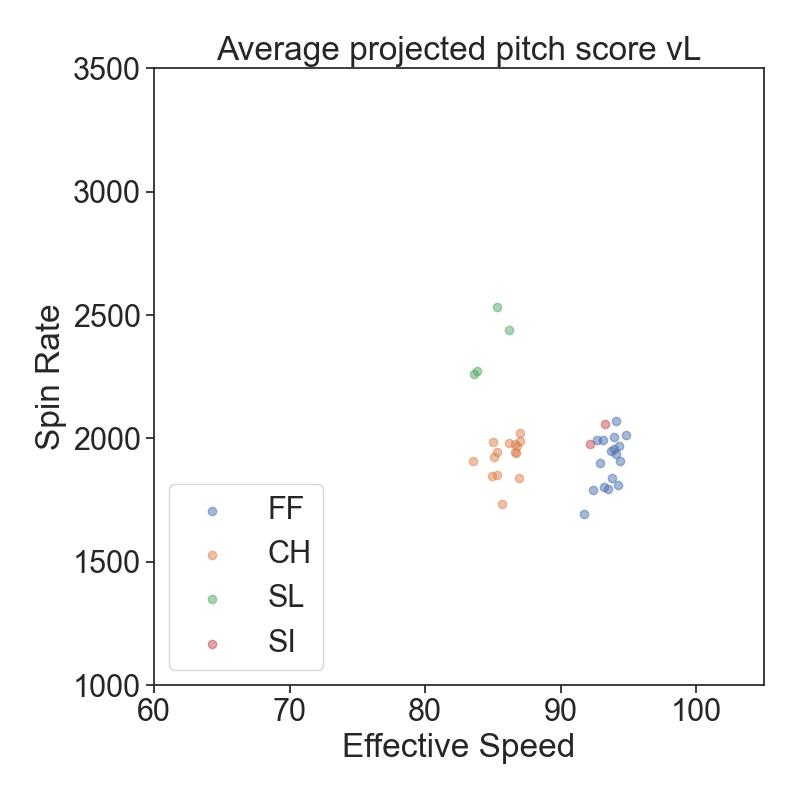 Average projected pitch score vL
3500
3000
2500
2000
1500
1000
Spin Rate
FF
CH
SL
SI
60 70 80 90 100
Effective Speed